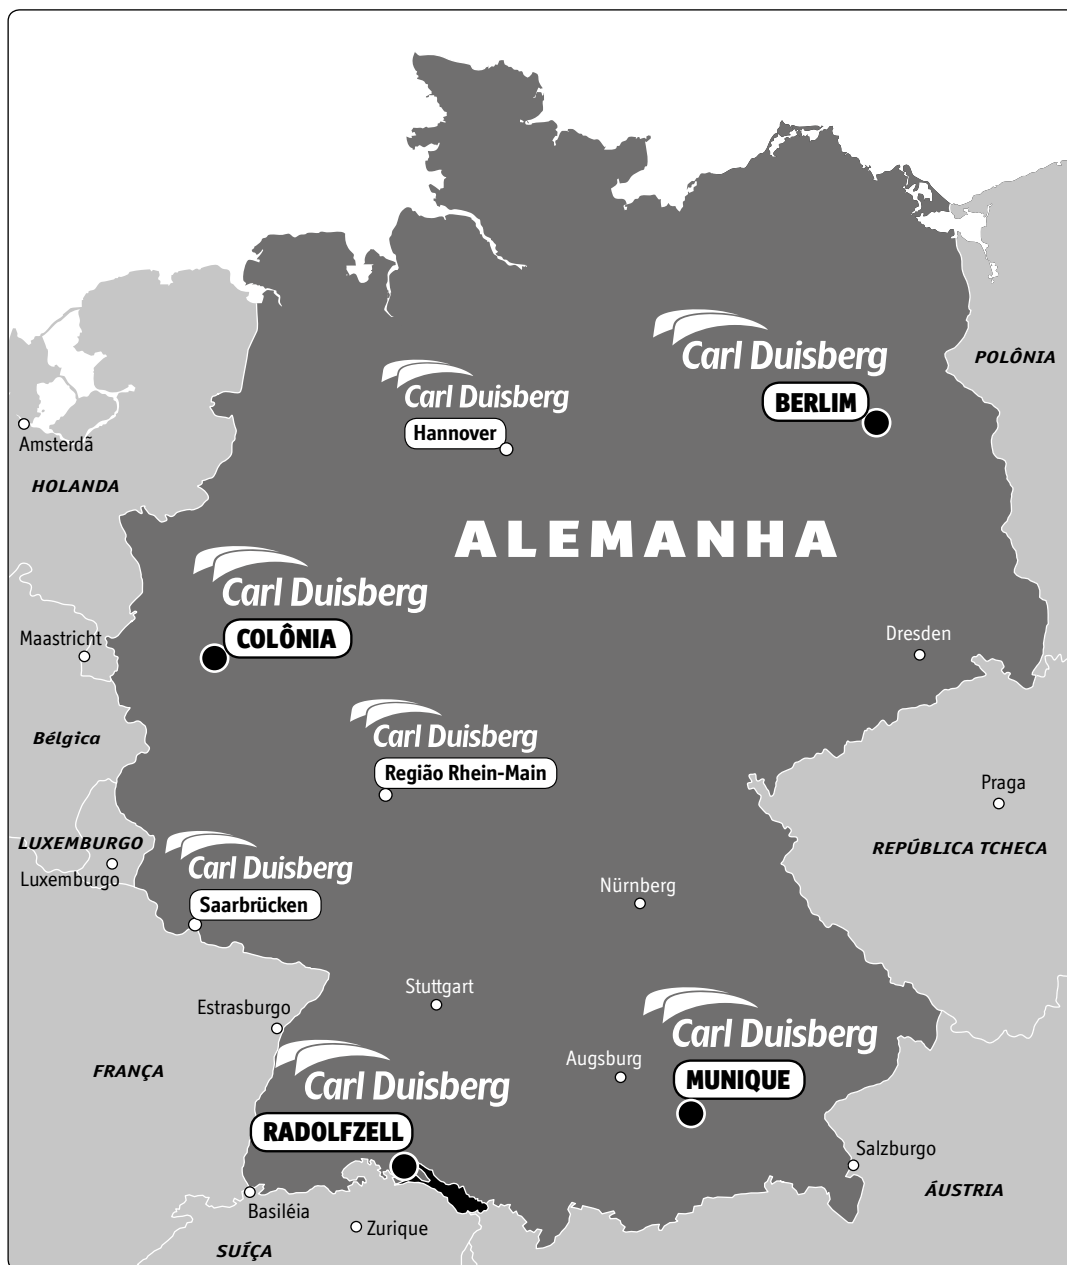 Carl Duisberg
BERLIM
POLÔNIA
Carl Duisberg
Hannover
Amsterdã
HOLANDA
ALEMANHA
Carl Duisberg
COLÔNIA
Maastricht
Dresden
Bélgica
Carl Duisberg
Região Rhein-Main
Praga
LUXEMBURGO
Luxemburgo
REPÚBLICA TCHECA
Carl Duisberg
Saarbrücken
Nürnberg
Stuttgart
Estrasburgo
Carl Duisberg
MUNIQUE
Augsburg
FRANÇA
Carl Duisberg
RADOLFZELL
Salzburgo
ÁUSTRIA
Basiléia
Zurique
SUÍÇA